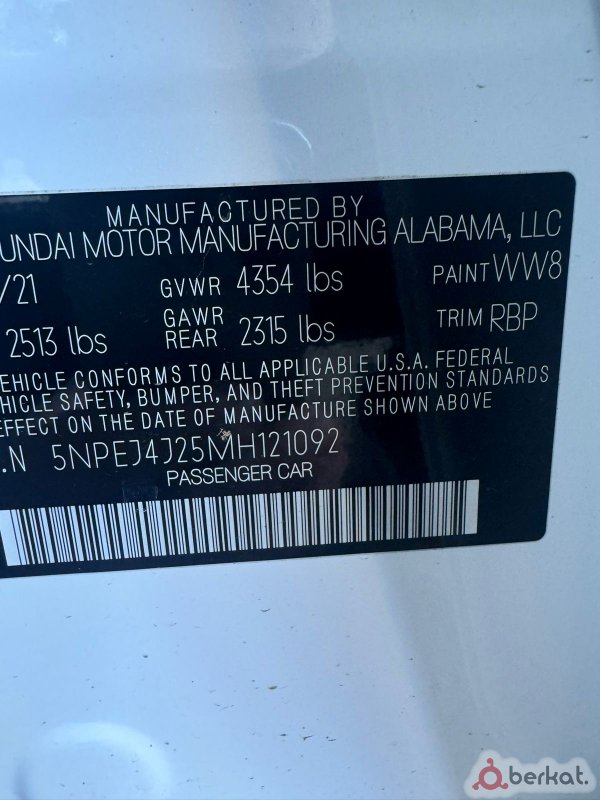 MANUFACTURED BY
UNDAI MOTOR MANUFACTURING ALABAMA, LLC
/21 GVWR 4354 lbs PAINT WW8
2513 lbs GAWR REAR 2315 lbs TRIM RBP
EHICLE CONFORMS TO ALL APPLICABLE U.S.A. FEDERAL
HICLE SAFETY, BUMPER, AND THEFT PREVENTION STANDARDS
EFFECT ON THE DATE OF MANUFACTURE SHOWN ABOVE
.N 5NPEJ4J25MH121092
PASSENGER CAR
berkat.